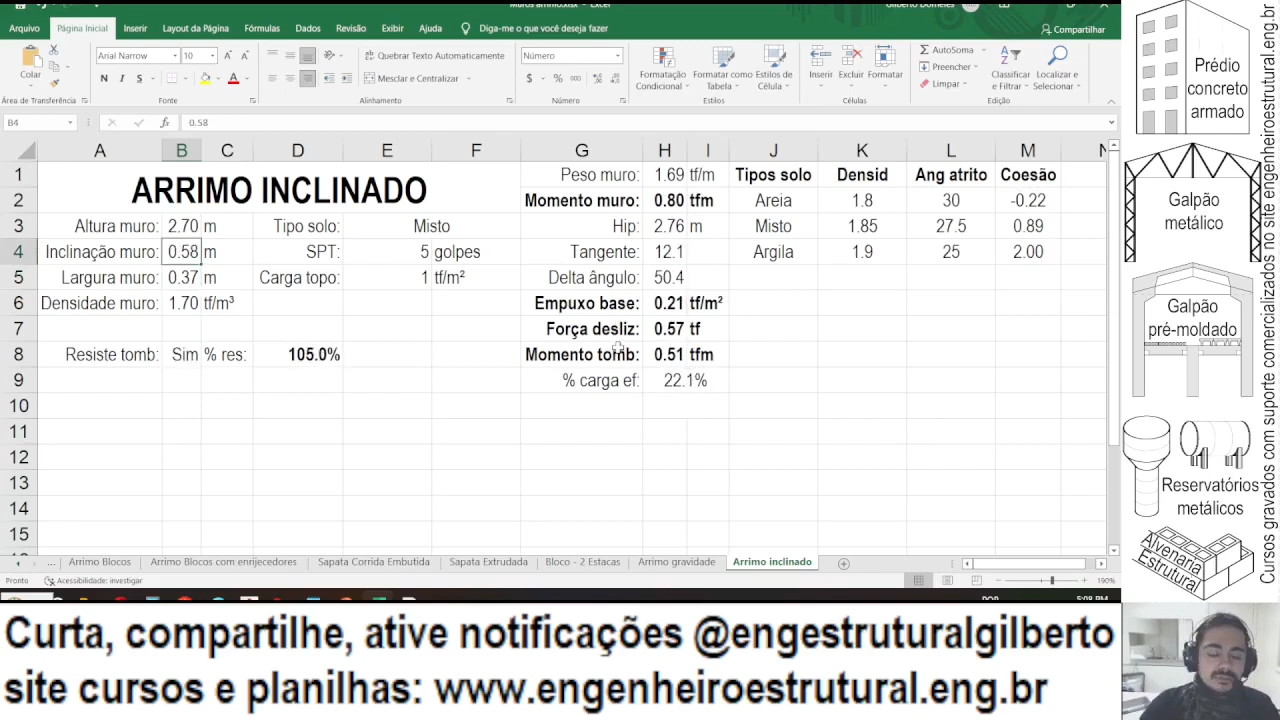 Muros arrimo.xlsx - Excel
Gilberto Dorneles
Arquivo Página Inicial Inserir Layout da Página Fórmulas Dados Revisão Exibir Ajuda Diga-me o que você deseja fazer Compartilhar
Colar Arial Narrow 10 Quebrar Texto Automaticamente Número Formatação Condicional Formatar como Tabela Estilos de Célula Inserir Excluir Formatar AutoSoma Classificar e Filtrar Localizar e Selecionar
N I S A Mesclar e Centralizar $ % 000 Preencher Limpar
Área de Transferência Fonte Alinhamento Número Estilos Células Edição
B4 fx 0.58
A B C D E F G H I J K L M N
1 ARRIMO INCLINADO Peso muro: 1.69 tf/m Tipos solo Densid Ang atrito Coesão
2 Momento muro: 0.80 tfm Areia 1.8 30 -0.22
3 Altura muro: 2.70 m Tipo solo: Misto Hip: 2.76 m Misto 1.85 27.5 0.89
4 Inclinação muro: 0.58 m SPT: 5 golpes Tangente: 12.1 Argila 1.9 25 2.00
5 Largura muro: 0.37 m Carga topo: 1 tf/m² Delta ângulo: 50.4
6 Densidade muro: 1.70 tf/m³ Empuxo base: 0.21 tf/m²
7 Força desliz: 0.57 tf
8 Resiste tomb: Sim % res: 105.0% Momento tomb: 0.51 tfm
9 % carga ef: 22.1%
10
11
12
13
14
15
... Arrimo Blocos Arrimo Blocos com enrijecedores Sapata Corrida Embutida Sapata Extrudada Bloco - 2 Estacas Arrimo gravidade Arrimo inclinado
Pronto Acessibilidade: investigar 190%
POR 5:08 PM
Prédio
concreto
armado
Galpão
metálico
Galpão
pré-moldado
Reservatórios
metálicos
Alvenaria
Estrutural
Cursos gravados com suporte comercializados no site engenheiroestrutural.eng.br
Curta, compartilhe, ative notificações @engestruturalgilberto
site cursos e planilhas: www.engenheiroestrutural.eng.br